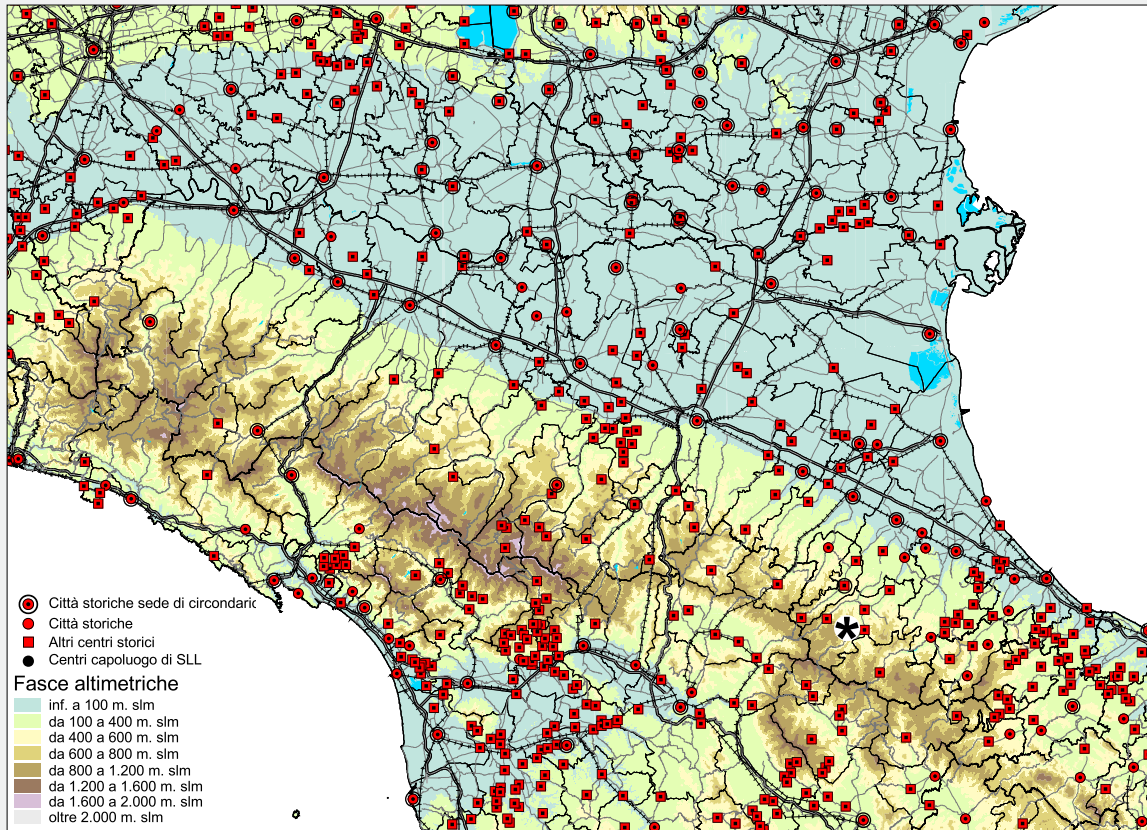 Città storiche sede di circondaric
Città storiche
Altri centri storici
Centri capoluogo di SLL
Fasce altimetriche
inf. a 100 m. slm
da 100 a 400 m. slm
da 400 a 600 m. slm
da 600 a 800 m. slm
da 800 a 1.200 m. slm
da 1.200 a 1.600 m. slm
da 1.600 a 2.000 m. slm
oltre 2.000 m. slm
*